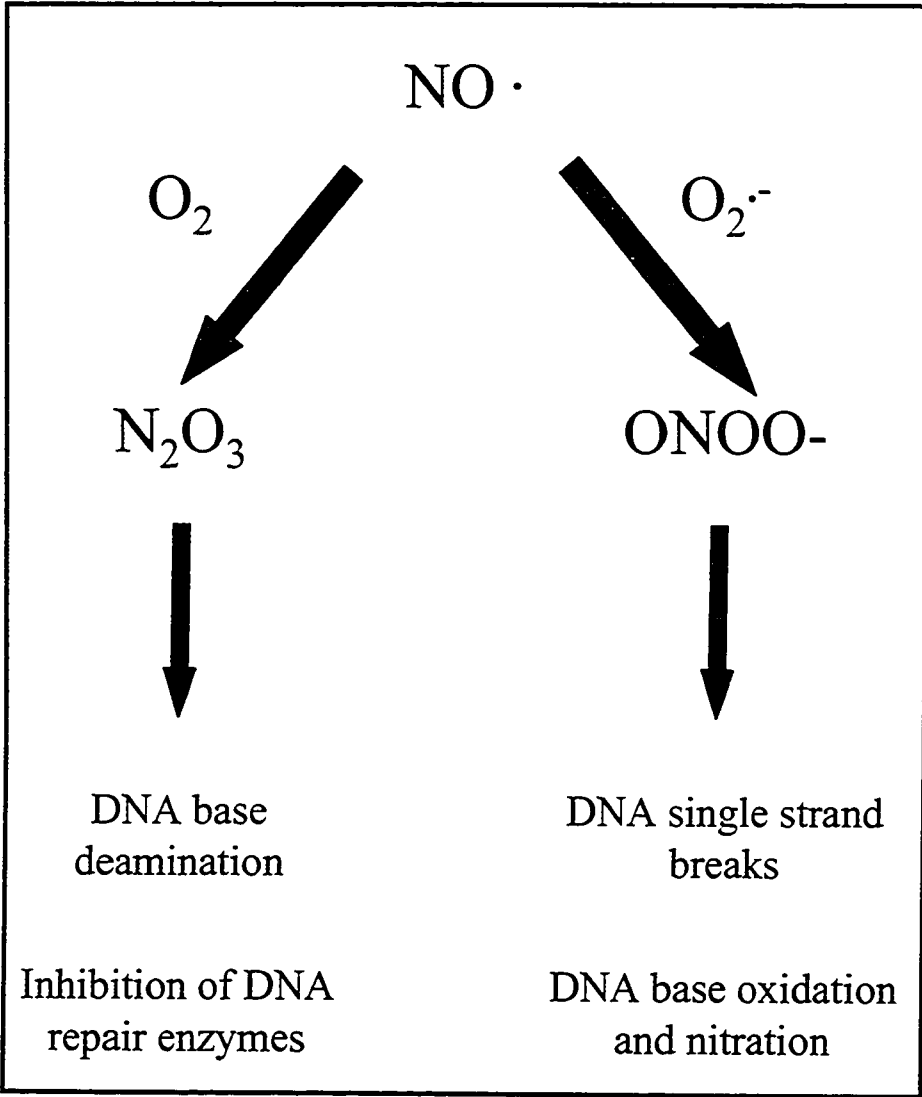 NO ·
O₂
O₂·-
N₂O₃
ONOO-
DNA base
deamination
DNA single strand
breaks
Inhibition of DNA
repair enzymes
DNA base oxidation
and nitration